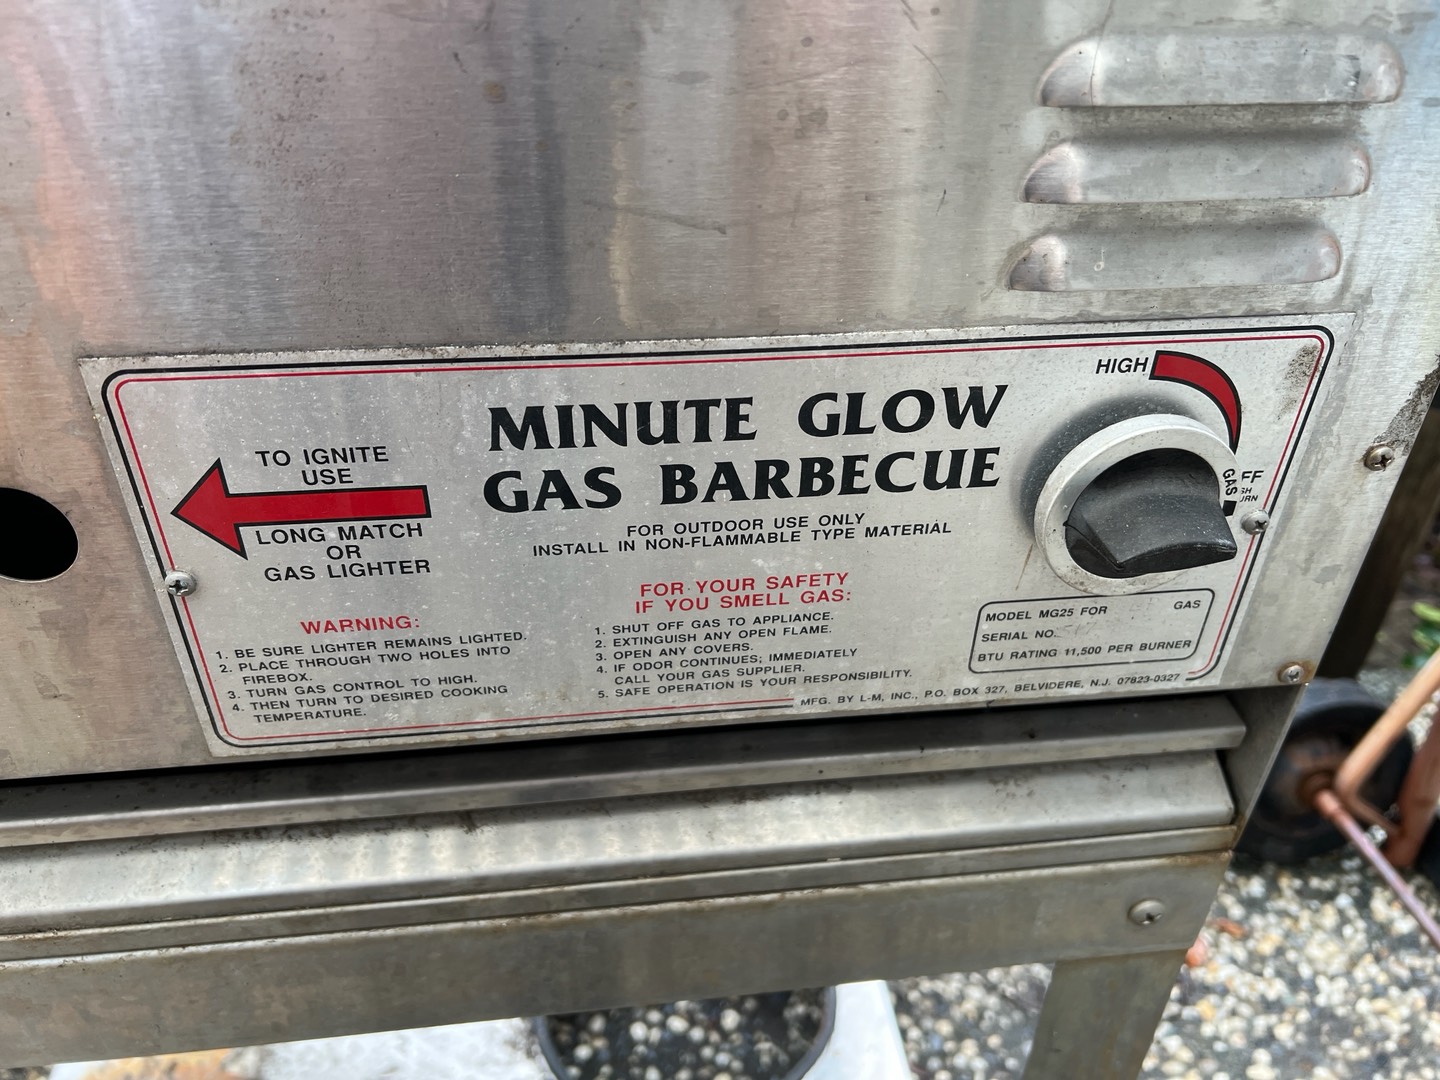 MINUTE GLOW
GAS BARBECUE
FOR OUTDOOR USE ONLY
INSTALL IN NON-FLAMMABLE TYPE MATERIAL
TO IGNITE
USE
LONG MATCH
OR
GAS LIGHTER
WARNING:
1. BE SURE LIGHTER REMAINS LIGHTED.
2. PLACE THROUGH TWO HOLES INTO
FIREBOX.
3. TURN GAS CONTROL TO HIGH.
4. THEN TURN TO DESIRED COOKING
TEMPERATURE.
FOR YOUR SAFETY
IF YOU SMELL GAS:
1. SHUT OFF GAS TO APPLIANCE.
2. EXTINGUISH ANY OPEN FLAME.
3. OPEN ANY COVERS.
4. IF ODOR CONTINUES; IMMEDIATELY
CALL YOUR GAS SUPPLIER.
5. SAFE OPERATION IS YOUR RESPONSIBILITY.
HIGH
GAS
MODEL MG25 FOR GAS
SERIAL NO.
BTU RATING 11,500 PER BURNER
MFG. BY L-M, INC., P.O. BOX 327, BELVIDERE, N.J. 07823-0327